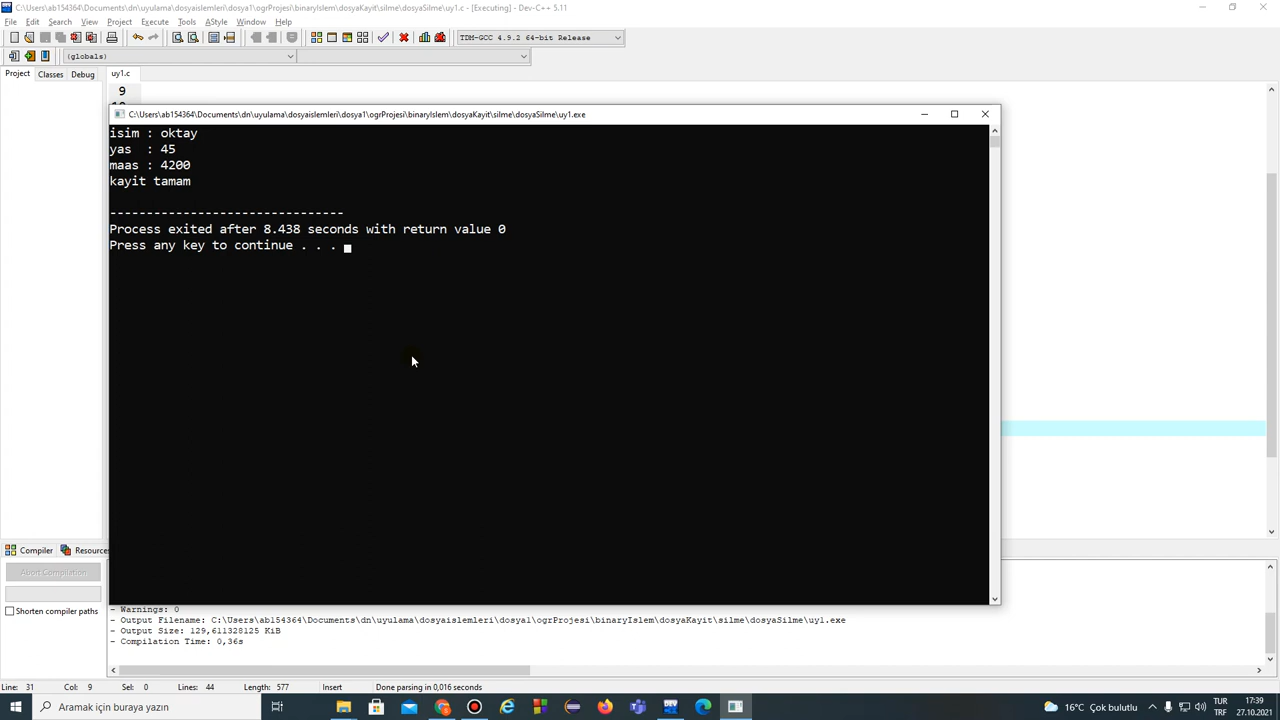 C:\Users\ab154364\Documents\dn\uyulama\dosyaislemleri\dosya1\ogrProjesi\binaryIslem\dosyaKayit\silme\dosyaSilme\uy1.c - [Executing] - Dev-C++ 5.11
File Edit Search View Project Execute Tools AStyle Window Help
TDM-GCC 4.9.2 64-bit Release
(globals)
Project Classes Debug uy1.c
9
C:\Users\ab154364\Documents\dn\uyulama\dosyaislemleri\dosya1\ogrProjesi\binaryIslem\dosyaKayit\silme\dosyaSilme\uy1.exe
isim : oktay
yas : 45
maas : 4200
kayit tamam
--------------------------------
Process exited after 8.438 seconds with return value 0
Press any key to continue . . .
Compiler Resources
Abort Compilation
Shorten compiler paths
- Warnings: 0
- Output Filename: C:\Users\ab154364\Documents\dn\uyulama\dosyaislemleri\dosya1\ogrProjesi\binaryIslem\dosyaKayit\silme\dosyaSilme\uy1.exe
- Output Size: 129,611328125 KiB
- Compilation Time: 0,36s
Line: 31 Col: 9 Sel: 0 Lines: 44 Length: 577 Insert Done parsing in 0,016 seconds
Aramak için buraya yazın
16°C Çok bulutlu
TUR
TRF
17:39
27.10.2021